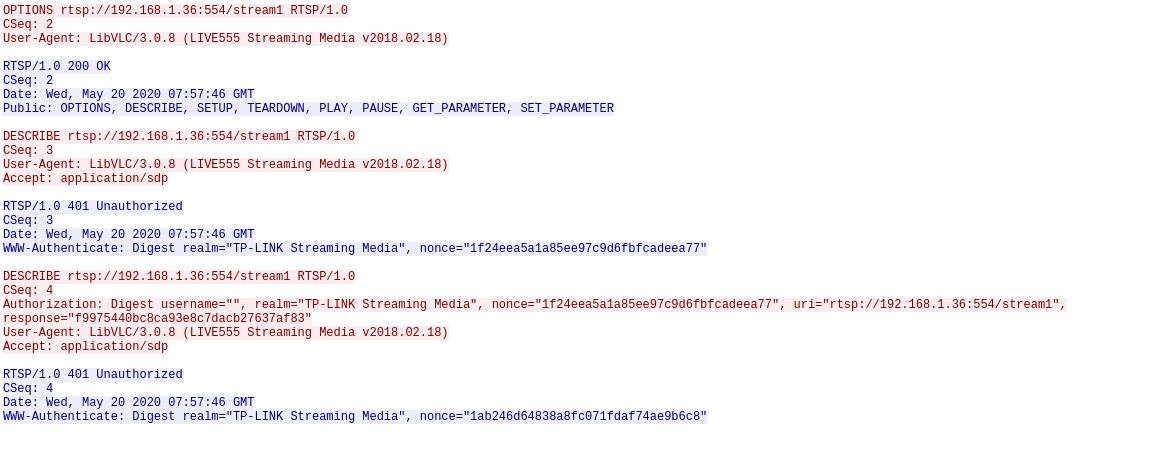 OPTIONS rtsp://192.168.1.36:554/stream1 RTSP/1.0
CSeq: 2
User-Agent: LibVLC/3.0.8 (LIVE555 Streaming Media v2018.02.18)
RTSP/1.0 200 OK
CSeq: 2
Date: Wed, May 20 2020 07:57:46 GMT
Public: OPTIONS, DESCRIBE, SETUP, TEARDOWN, PLAY, PAUSE, GET_PARAMETER, SET_PARAMETER
DESCRIBE rtsp://192.168.1.36:554/stream1 RTSP/1.0
CSeq: 3
User-Agent: LibVLC/3.0.8 (LIVE555 Streaming Media v2018.02.18)
Accept: application/sdp
RTSP/1.0 401 Unauthorized
CSeq: 3
Date: Wed, May 20 2020 07:57:46 GMT
WWW-Authenticate: Digest realm="TP-LINK Streaming Media", nonce="1f24eea5a1a85ee97c9d6fbfcadeea77"
DESCRIBE rtsp://192.168.1.36:554/stream1 RTSP/1.0
CSeq: 4
Authorization: Digest username="", realm="TP-LINK Streaming Media", nonce="1f24eea5a1a85ee97c9d6fbfcadeea77", uri="rtsp://192.168.1.36:554/stream1",
response="f9975440bc8ca93e8c7dacb27637af83"
User-Agent: LibVLC/3.0.8 (LIVE555 Streaming Media v2018.02.18)
Accept: application/sdp
RTSP/1.0 401 Unauthorized
CSeq: 4
Date: Wed, May 20 2020 07:57:46 GMT
WWW-Authenticate: Digest realm="TP-LINK Streaming Media", nonce="1ab246d64838a8fc071fdaf74ae9b6c8"